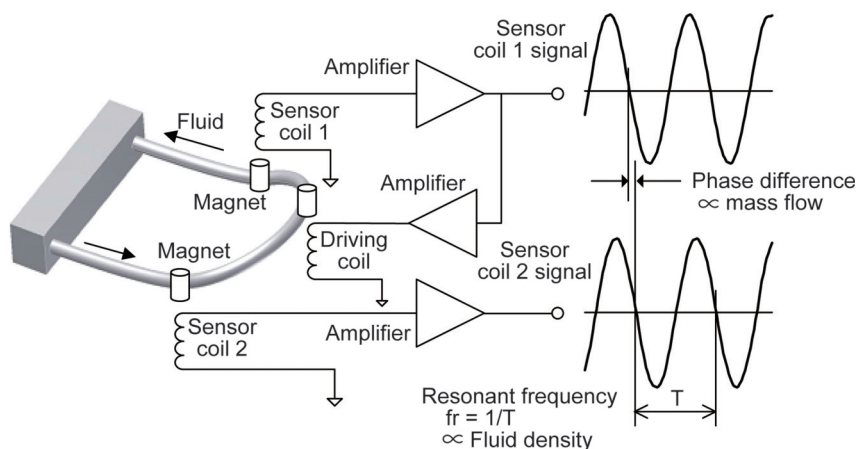 Sensor
coil 1 signal
Amplifier
Fluid
Sensor
coil 1
Magnet
Amplifier
Phase difference
∝ mass flow
Magnet
Driving
coil
Sensor
coil 2 signal
Sensor
coil 2
Amplifier
Resonant frequency
fr = 1/T
∝ Fluid density
T